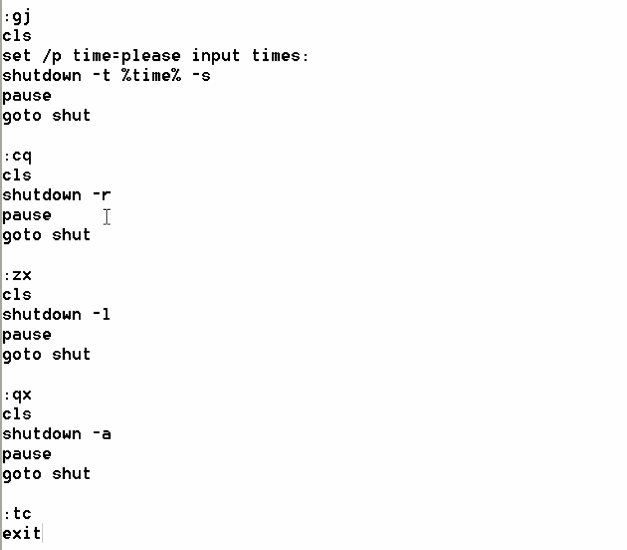 :gj
cls
set /p time=please input times:
shutdown -t %time% -s
pause
goto shut
:cq
cls
shutdown -r
pause
goto shut
:zx
cls
shutdown -l
pause
goto shut
:qx
cls
shutdown -a
pause
goto shut
:tc
exit